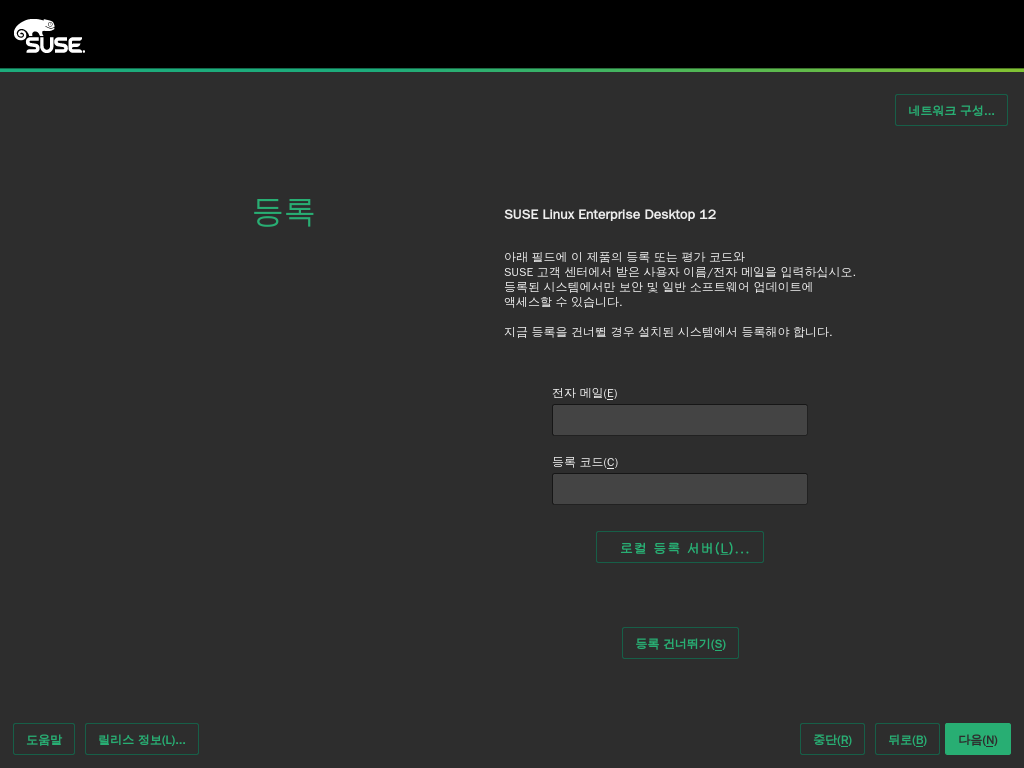 SUSE.
네트워크 구성...
등록
SUSE Linux Enterprise Desktop 12
아래 필드에 이 제품의 등록 또는 평가 코드와
SUSE 고객 센터에서 받은 사용자 이름/전자 메일을 입력하십시오.
등록된 시스템에서만 보안 및 일반 소프트웨어 업데이트에
액세스할 수 있습니다.
지금 등록을 건너뛸 경우 설치된 시스템에서 등록해야 합니다.
전자 메일(E)
등록 코드(C)
로컬 등록 서버(L)...
등록 건너뛰기(S)
도움말
릴리스 정보(L)...
중단(R)
뒤로(B)
다음(N)